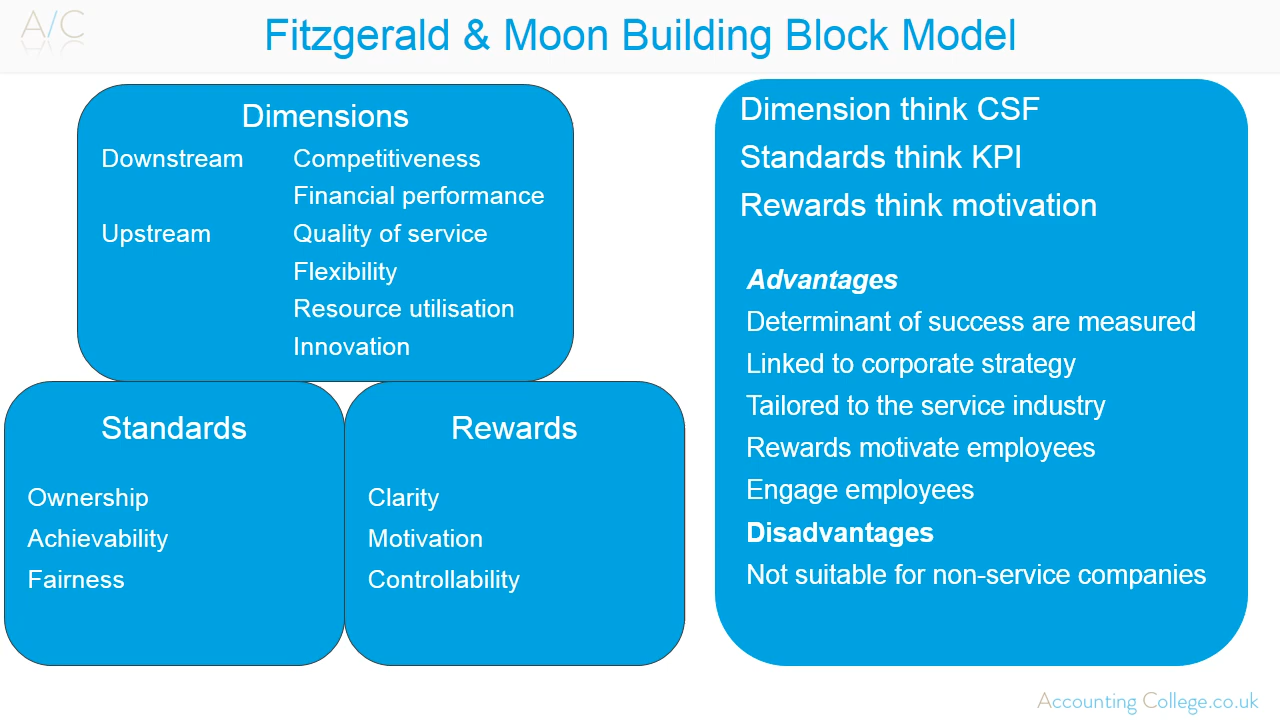 A/C
Fitzgerald & Moon Building Block Model
Dimensions
Downstream Competitiveness
Financial performance
Upstream Quality of service
Flexibility
Resource utilisation
Innovation
Standards
Ownership
Achievability
Fairness
Rewards
Clarity
Motivation
Controllability
Dimension think CSF
Standards think KPI
Rewards think motivation
Advantages
Determinant of success are measured
Linked to corporate strategy
Tailored to the service industry
Rewards motivate employees
Engage employees
Disadvantages
Not suitable for non-service companies
Accounting College.co.uk